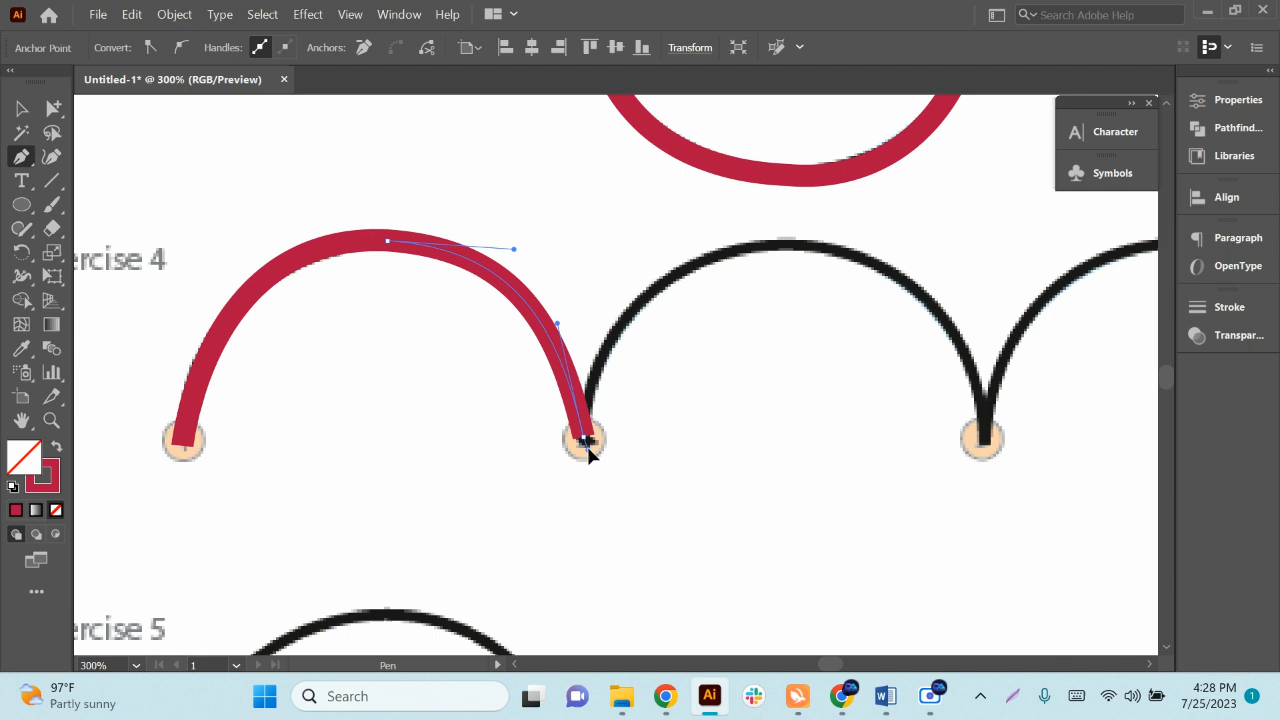 Ai File Edit Object Type Select Effect View Window Help Search Adobe Help
Anchor Point Convert: Handles: Anchors: Transform
Untitled-1* @ 300% (RGB/Preview)
Properties
Pathfind...
Libraries
Align
Paragraph
OpenType
Stroke
Transpar...
A Character
Symbols
ercise 4
ercise 5
300% 1 Pen
97°F
Partly sunny
Search
Ai
4:28 PM
7/25/2023
1